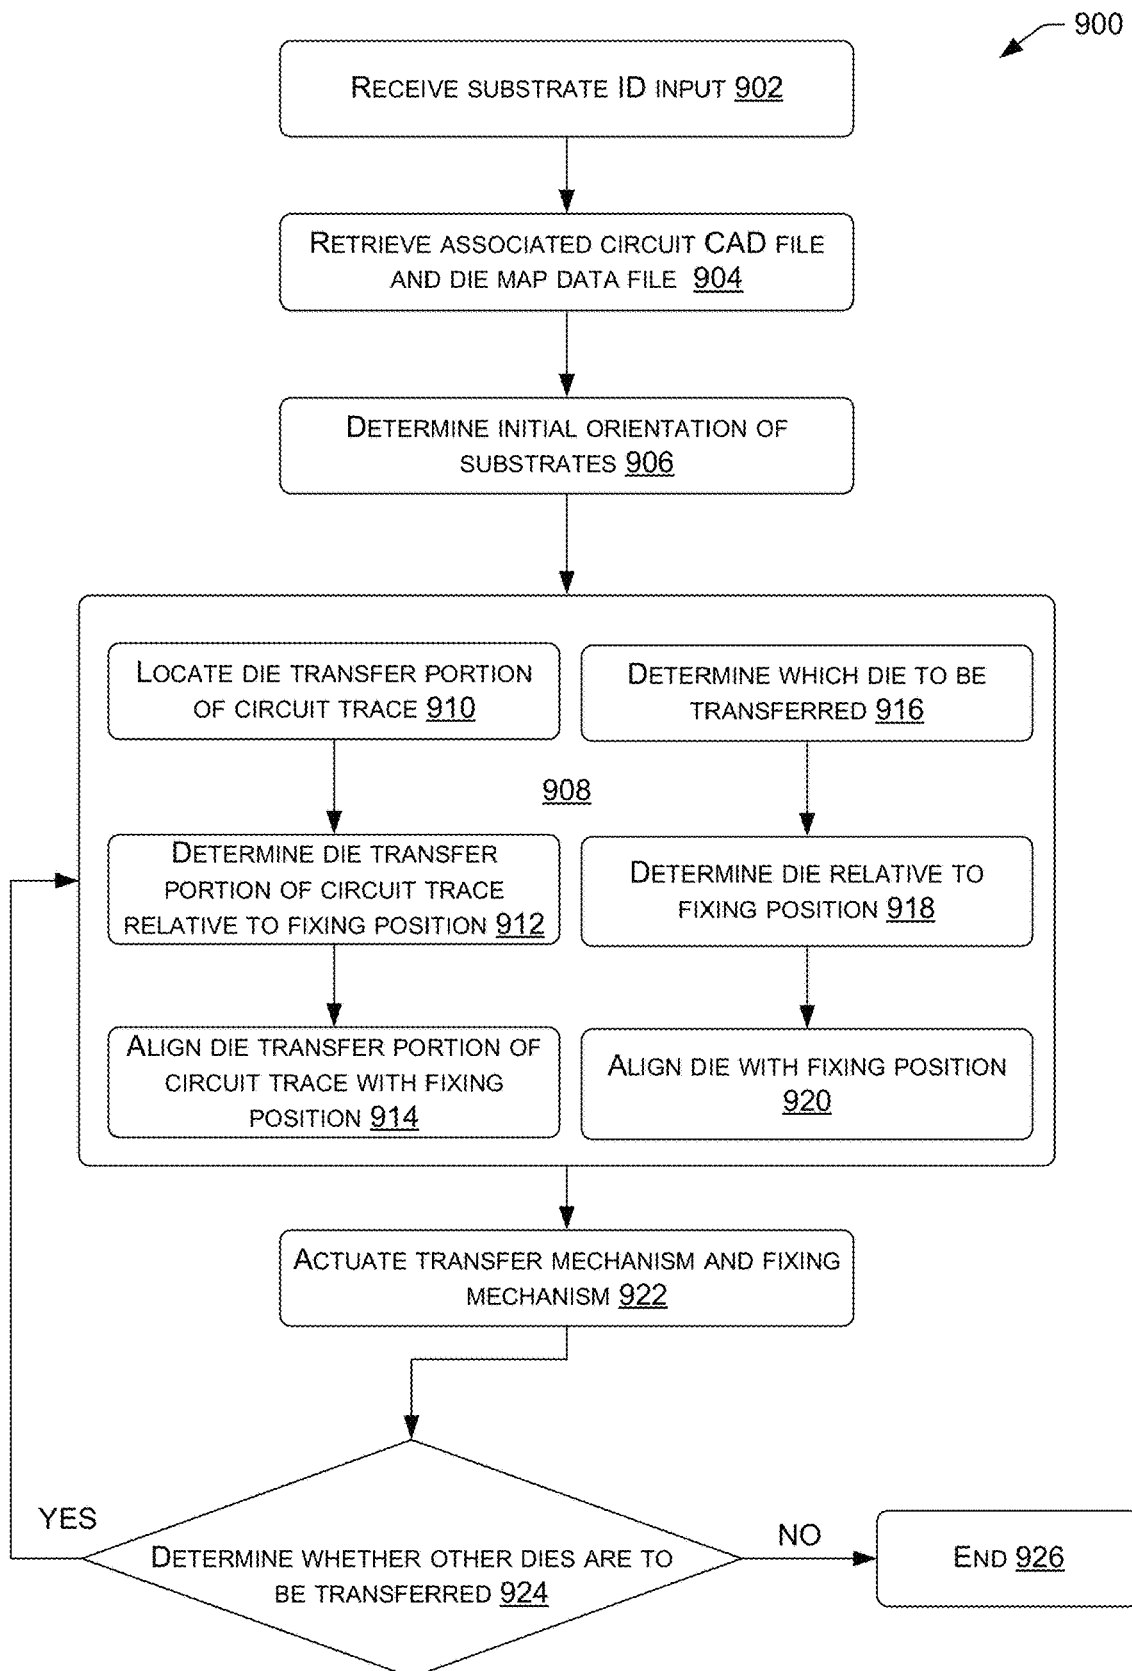 900
RECEIVE SUBSTRATE ID INPUT 902
RETRIEVE ASSOCIATED CIRCUIT CAD FILE
AND DIE MAP DATA FILE 904
DETERMINE INITIAL ORIENTATION OF
SUBSTRATES 906
LOCATE DIE TRANSFER PORTION
OF CIRCUIT TRACE 910
DETERMINE WHICH DIE TO BE
TRANSFERRED 916
908
DETERMINE DIE TRANSFER
PORTION OF CIRCUIT TRACE
RELATIVE TO FIXING POSITION 912
DETERMINE DIE RELATIVE TO
FIXING POSITION 918
ALIGN DIE TRANSFER PORTION OF
CIRCUIT TRACE WITH FIXING
POSITION 914
ALIGN DIE WITH FIXING POSITION
920
ACTUATE TRANSFER MECHANISM AND FIXING
MECHANISM 922
YES
DETERMINE WHETHER OTHER DIES ARE TO
BE TRANSFERRED 924
NO
END 926